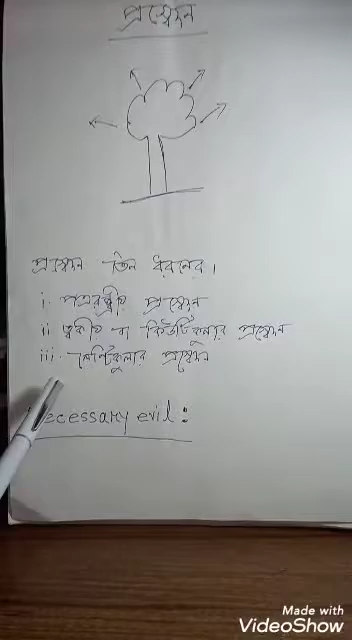 প্রস্বেদন
প্রস্বেদন তিন ধরনের।
i. পত্ররন্ধ্রীয় প্রস্বেদন
ii ত্বকীয় বা কিউটিকুলার প্রস্বেদন
iii. লেন্টিকুলার প্রস্বেদন
ecessary evil:
Made with
VideoShow